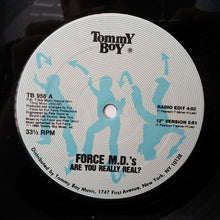 Tommy
BOY
TB 956 A
RADIO EDIT 4:02
12" VERSION 5:51
33⅓ RPM
FORCE M.D.'s
ARE YOU REALLY REAL?
Distributed by Tommy Boy Music, 1747 First Avenue, New York, NY 10128